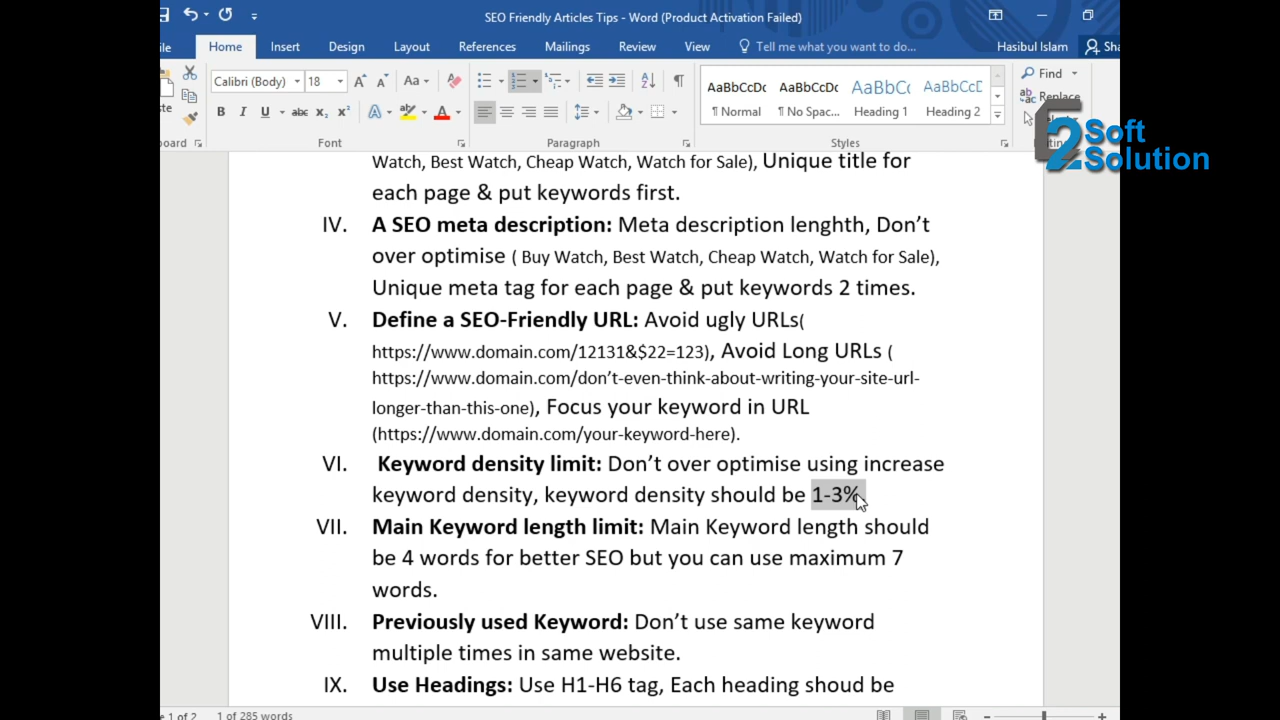 SEO Friendly Articles Tips - Word (Product Activation Failed)
Home Insert Design Layout References Mailings Review View Tell me what you want to do... Hasibul Islam
Calibri (Body) 18 Aa
AaBbCcDc AaBbCcDc AaBbCc AaBbCcD Find
B I U abc x₂ x² A ab A ¶ Normal ¶ No Spac... Heading 1 Heading 2 Replace
Font Paragraph Styles
2 Soft
Solution
Watch, Best Watch, Cheap Watch, Watch for Sale), Unique title for
each page & put keywords first.
IV. A SEO meta description: Meta description lenghth, Don't
over optimise ( Buy Watch, Best Watch, Cheap Watch, Watch for Sale),
Unique meta tag for each page & put keywords 2 times.
V. Define a SEO-Friendly URL: Avoid ugly URLs(
https://www.domain.com/12131&$22=123), Avoid Long URLs (
https://www.domain.com/don't-even-think-about-writing-your-site-url-
longer-than-this-one), Focus your keyword in URL
(https://www.domain.com/your-keyword-here).
VI. Keyword density limit: Don't over optimise using increase
keyword density, keyword density should be 1-3%
VII. Main Keyword length limit: Main Keyword length should
be 4 words for better SEO but you can use maximum 7
words.
VIII. Previously used Keyword: Don't use same keyword
multiple times in same website.
IX. Use Headings: Use H1-H6 tag, Each heading shoud be
1 of 2 1 of 285 words